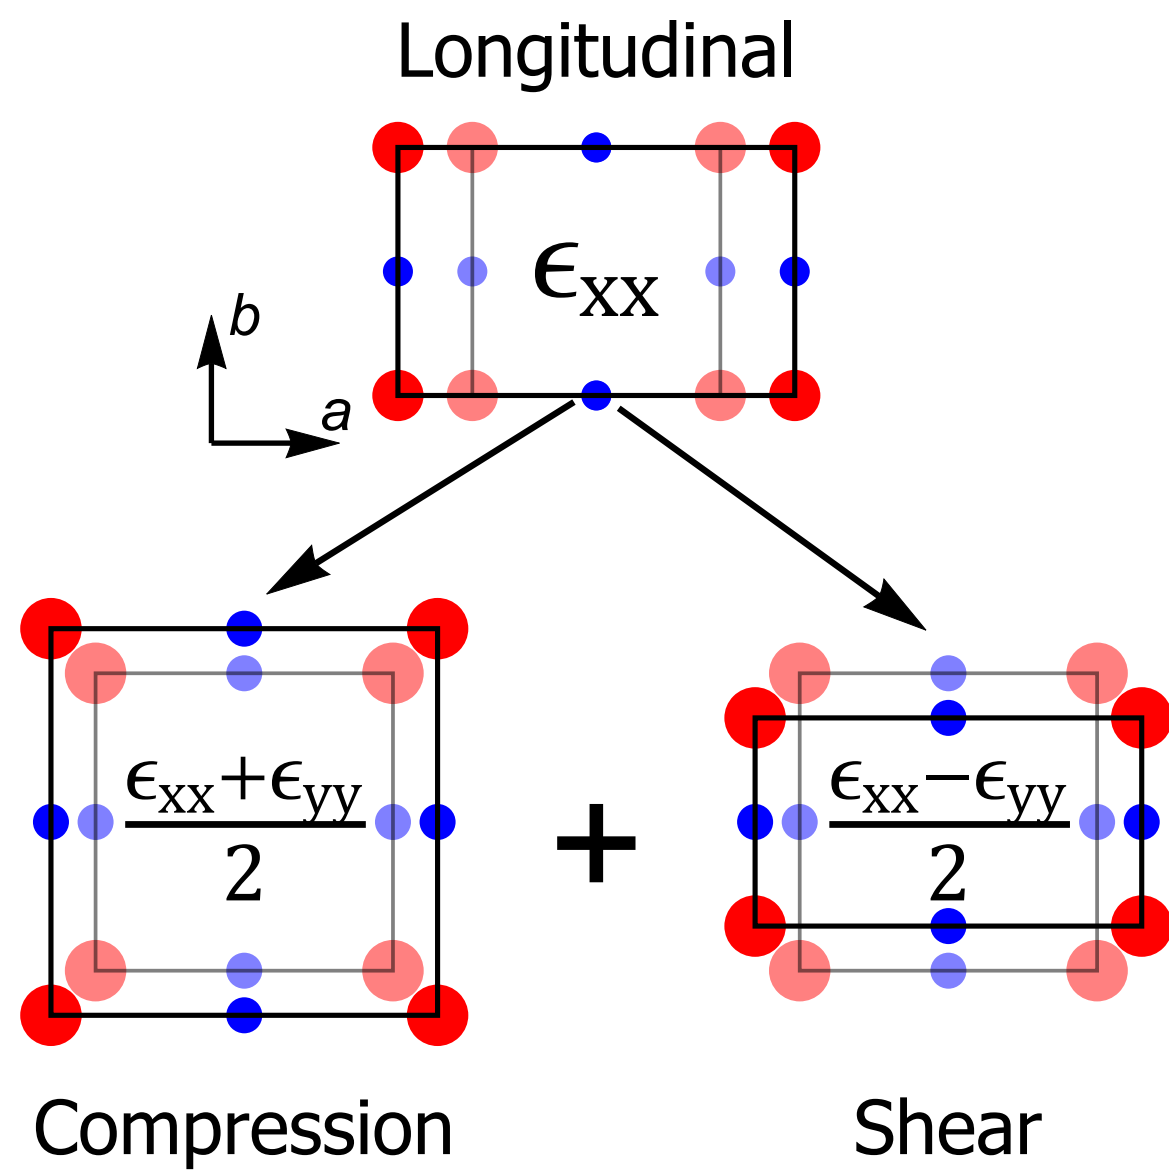 Longitudinal
ϵxx
b
a
ϵxx+ϵyy
2
+
ϵxx−ϵyy
2
Compression
Shear